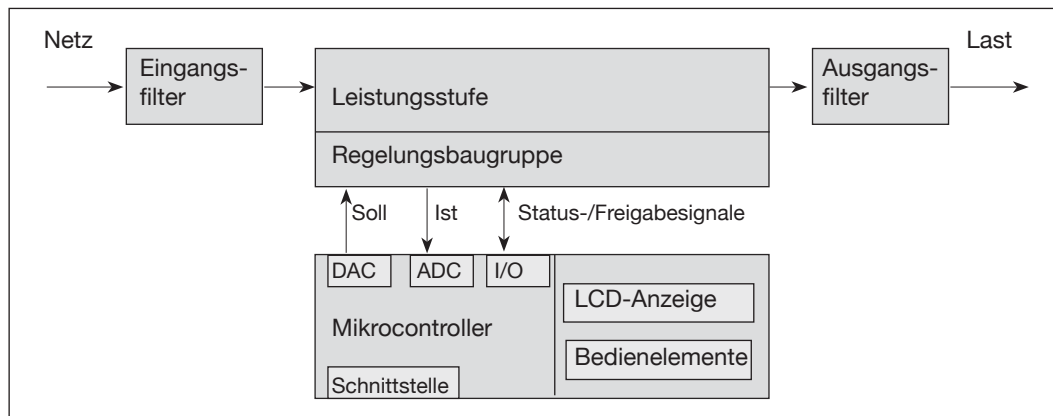 Netz
Last
Eingangs-
filter
Leistungsstufe
Ausgangs-
filter
Regelungsbaugruppe
Soll
Ist
Status-/Freigabesignale
DAC
ADC
I/O
LCD-Anzeige
Mikrocontroller
Bedienelemente
Schnittstelle